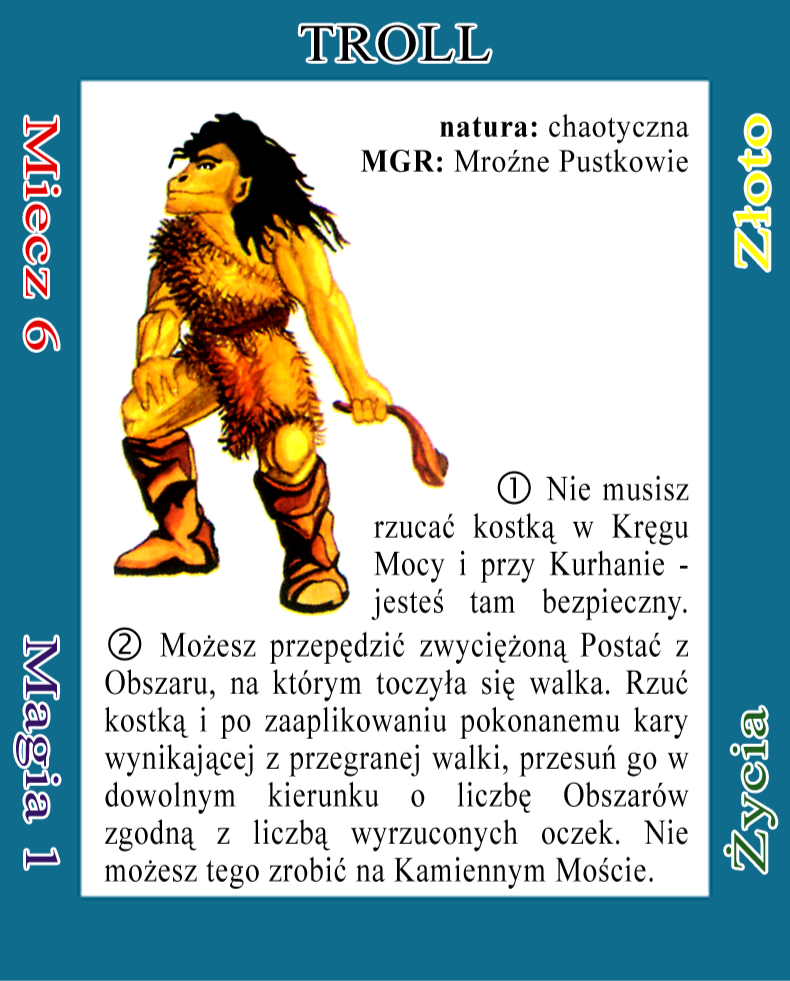 TROLL
Miecz 6
Złoto
natura: chaotyczna
MGR: Mroźne Pustkowie
① Nie musisz
rzucać kostką w Kręgu
Mocy i przy Kurhanie -
jesteś tam bezpieczny.
② Możesz przepędzić zwyciężoną Postać z
Obszaru, na którym toczyła się walka. Rzuć
kostką i po zaaplikowaniu pokonanemu kary
wynikającej z przegranej walki, przesuń go w
dowolnym kierunku o liczbę Obszarów
zgodną z liczbą wyrzuconych oczek. Nie
możesz tego zrobić na Kamiennym Moście.
Magia 1
Życia